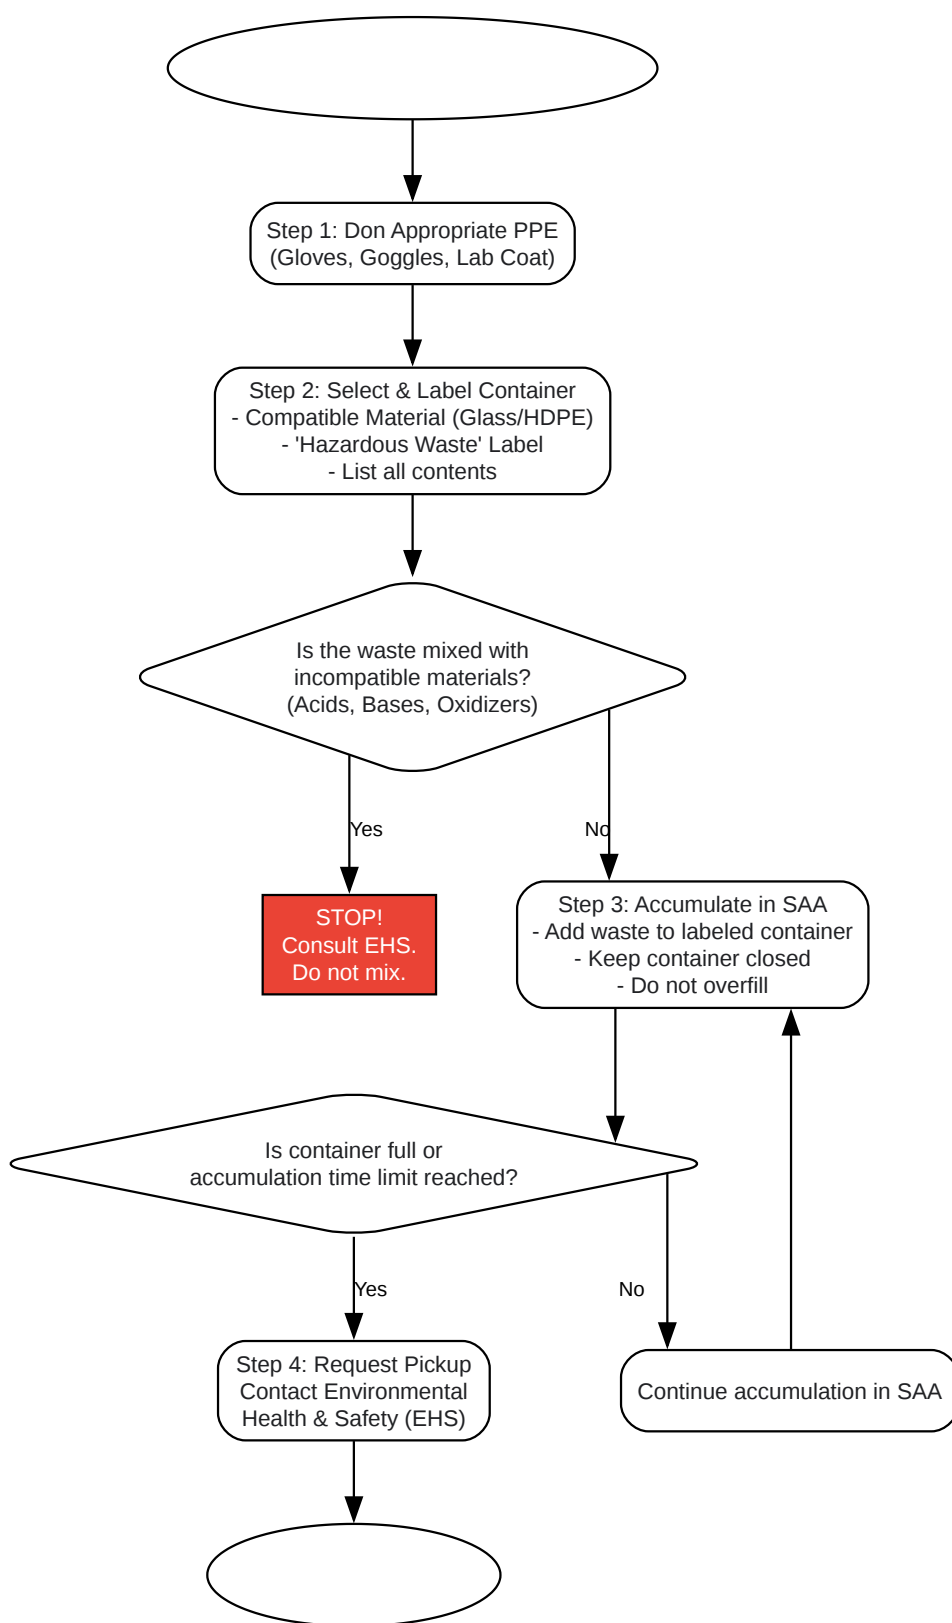 Step 1: Don Appropriate PPE
(Gloves, Goggles, Lab Coat)
Step 2: Select & Label Container
- Compatible Material (Glass/HDPE)
- 'Hazardous Waste' Label
- List all contents
Is the waste mixed with
incompatible materials?
(Acids, Bases, Oxidizers)
Yes
No
STOP!
Consult EHS.
Do not mix.
Step 3: Accumulate in SAA
- Add waste to labeled container
- Keep container closed
- Do not overfill
Is container full or
accumulation time limit reached?
Yes
No
Step 4: Request Pickup
Contact Environmental
Health & Safety (EHS)
Continue accumulation in SAA